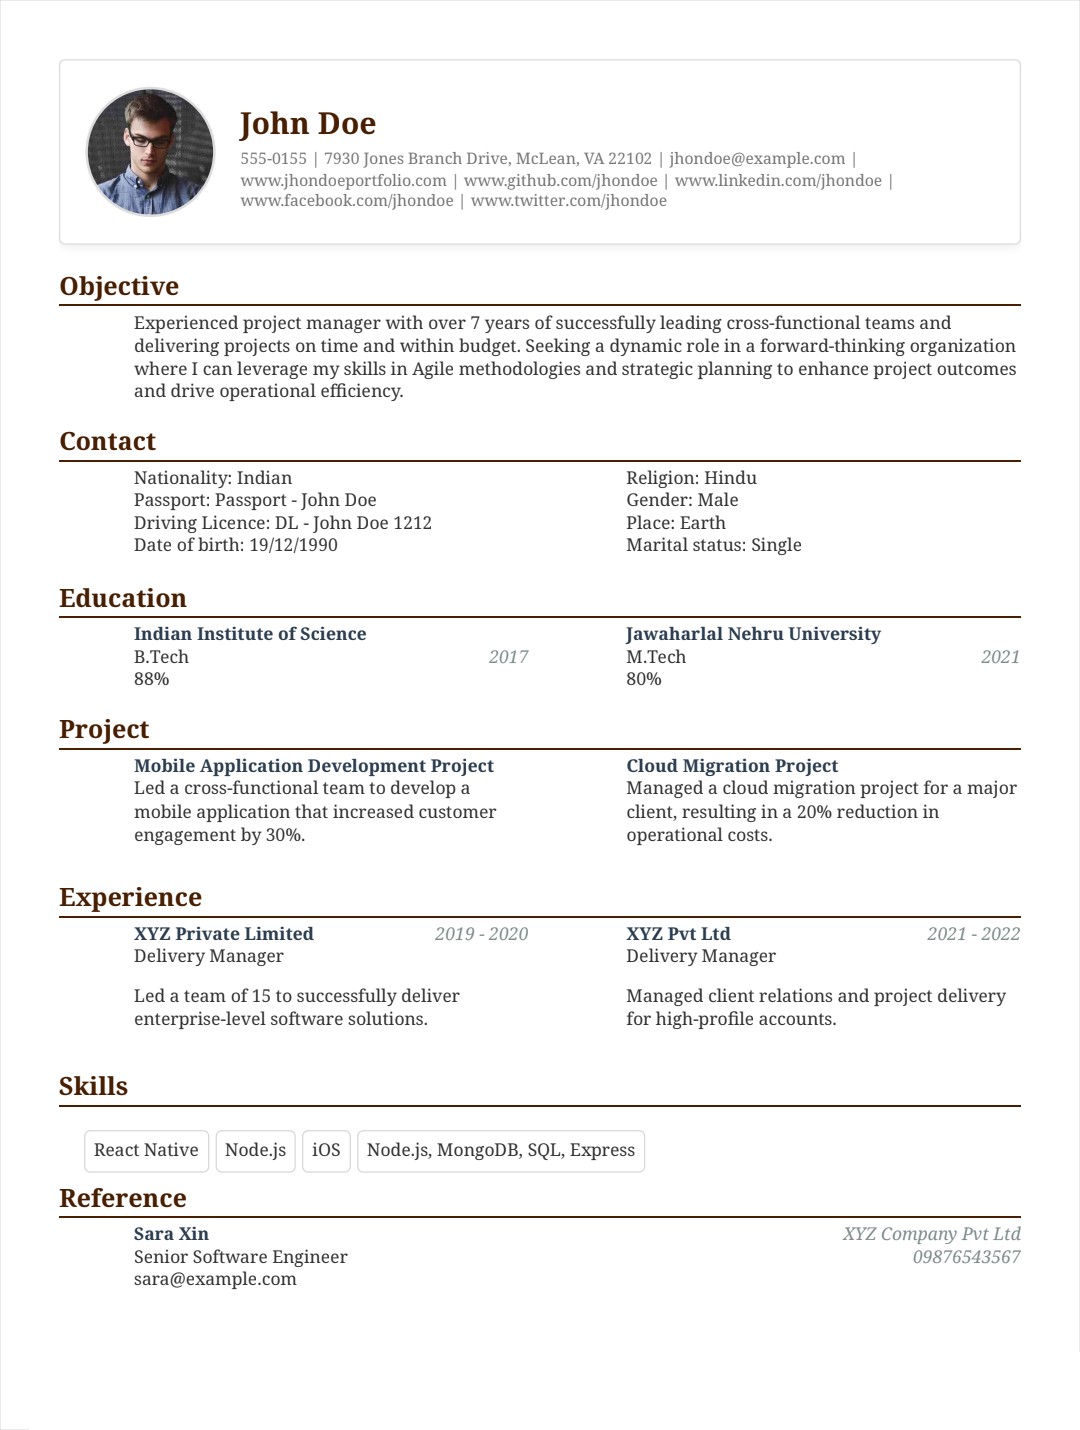 John Doe
555-0155 | 7930 Jones Branch Drive, McLean, VA 22102 | jhondoe@example.com |
www.jhondoeportfolio.com | www.github.com/jhondoe | www.linkedin.com/jhondoe |
www.facebook.com/jhondoe | www.twitter.com/jhondoe
Objective
Experienced project manager with over 7 years of successfully leading cross-functional teams and
delivering projects on time and within budget. Seeking a dynamic role in a forward-thinking organization
where I can leverage my skills in Agile methodologies and strategic planning to enhance project outcomes
and drive operational efficiency.
Contact
Nationality: Indian
Passport: Passport - John Doe
Driving Licence: DL - John Doe 1212
Date of birth: 19/12/1990
Religion: Hindu
Gender: Male
Place: Earth
Marital status: Single
Education
Indian Institute of Science
B.Tech 2017
88%
Jawaharlal Nehru University
M.Tech 2021
80%
Project
Mobile Application Development Project
Led a cross-functional team to develop a
mobile application that increased customer
engagement by 30%.
Cloud Migration Project
Managed a cloud migration project for a major
client, resulting in a 20% reduction in
operational costs.
Experience
XYZ Private Limited 2019 - 2020
Delivery Manager
Led a team of 15 to successfully deliver
enterprise-level software solutions.
XYZ Pvt Ltd 2021 - 2022
Delivery Manager
Managed client relations and project delivery
for high-profile accounts.
Skills
React Native Node.js iOS Node.js, MongoDB, SQL, Express
Reference
Sara Xin XYZ Company Pvt Ltd
Senior Software Engineer 09876543567
sara@example.com